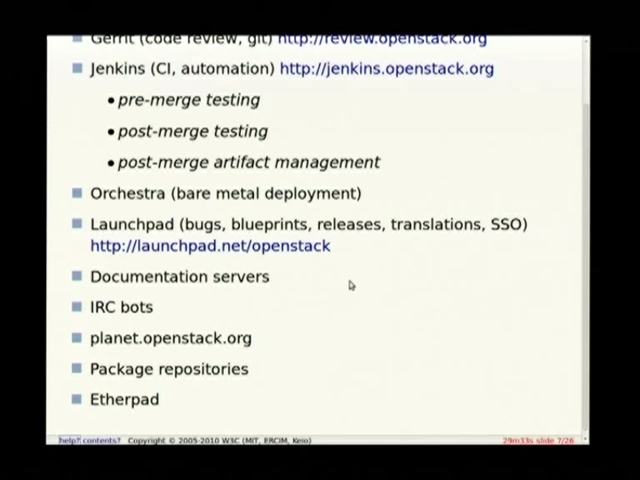 Gerrit (code review, git) http://review.openstack.org
Jenkins (CI, automation) http://jenkins.openstack.org
• pre-merge testing
• post-merge testing
• post-merge artifact management
Orchestra (bare metal deployment)
Launchpad (bugs, blueprints, releases, translations, SSO)
http://launchpad.net/openstack
Documentation servers
IRC bots
planet.openstack.org
Package repositories
Etherpad
help? contents? Copyright © 2005-2010 W3C (MIT, ERCIM, Keio) 29m33s slide 7/26